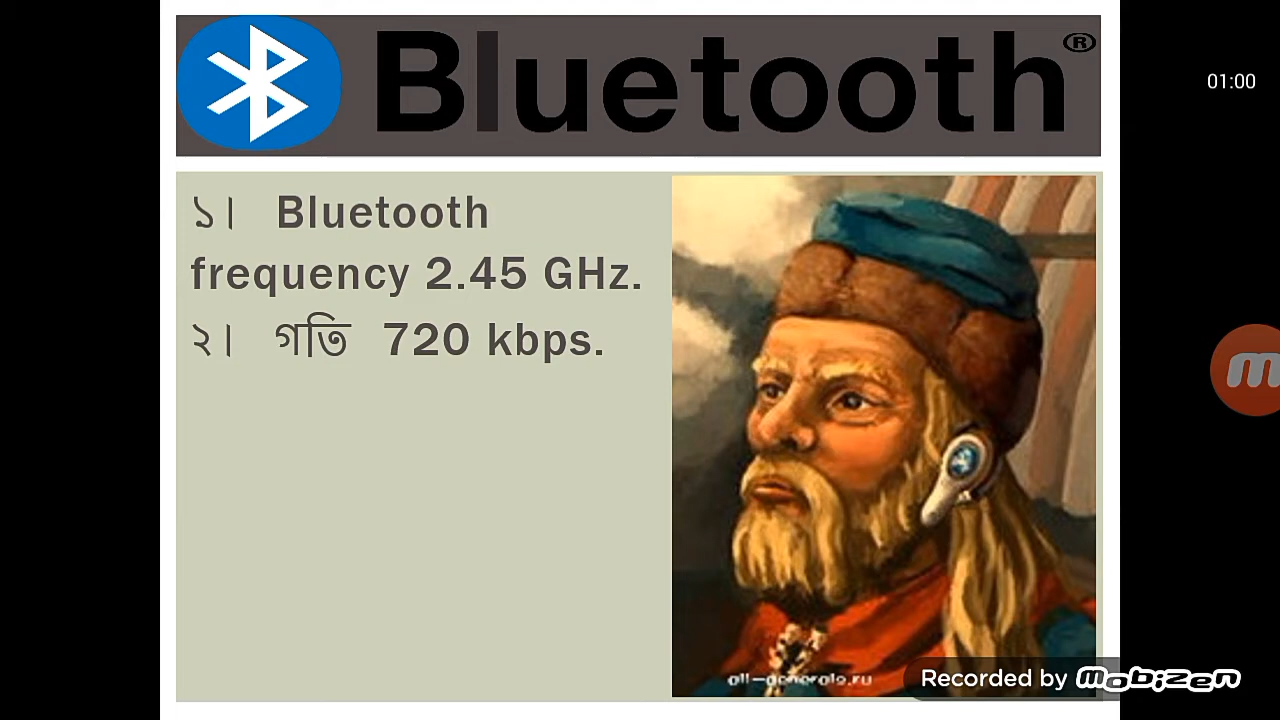 Bluetooth®
01:00
১। Bluetooth
frequency 2.45 GHz.
২। গতি 720 kbps.
all-generals.ru
Recorded by mobizen